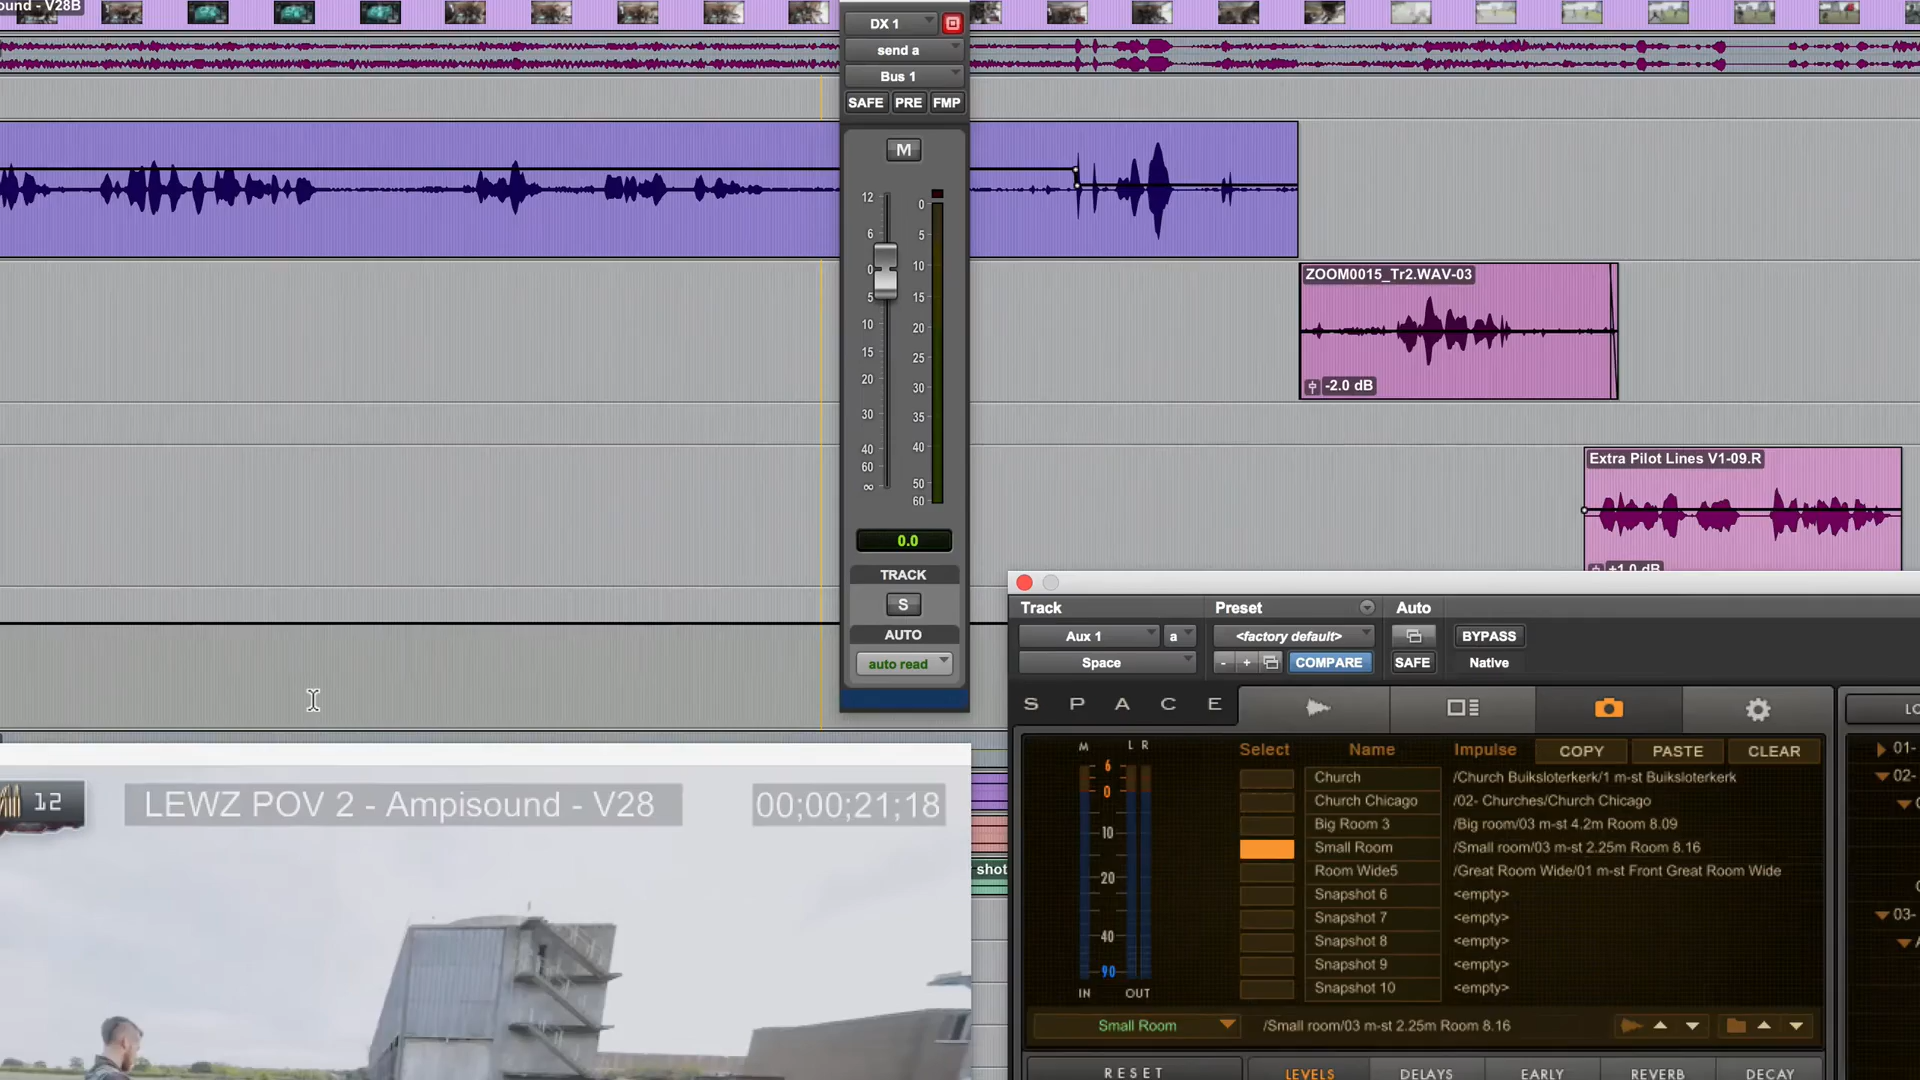 ound - V28B
DX 1
send a
Bus 1
SAFE PRE FMP
M
12 0
6 5
0 10
5 15
10 20
15 25
20 30
30 35
40 40
60 50
∞ 60
0.0
TRACK
S
AUTO
auto read
ZOOM0015_Tr2.WAV-03
-2.0 dB
Extra Pilot Lines V1-09.R
+1.0 dB
Track Preset Auto
Aux 1 a <factory default> BYPASS
Space - + COMPARE SAFE Native
SPACE
LO
M L R
6
0
10
20
40
90
IN OUT
Select Name Impulse COPY PASTE CLEAR
Church /Church Buiksloterkerk/1 m-st Buiksloterkerk
Church Chicago /02- Churches/Church Chicago
Big Room 3 /Big room/03 m-st 4.2m Room 8.09
Small Room /Small room/03 m-st 2.25m Room 8.16
Room Wide5 /Great Room Wide/01 m-st Front Great Room Wide
Snapshot 6 <empty>
Snapshot 7 <empty>
Snapshot 8 <empty>
Snapshot 9 <empty>
Snapshot 10 <empty>
01-
02-
03-
Small Room /Small room/03 m-st 2.25m Room 8.16
RESET LEVELS DELAYS EARLY REVERB DECAY
12
LEWZ POV 2 - Ampisound - V28
00;00;21;18
shot